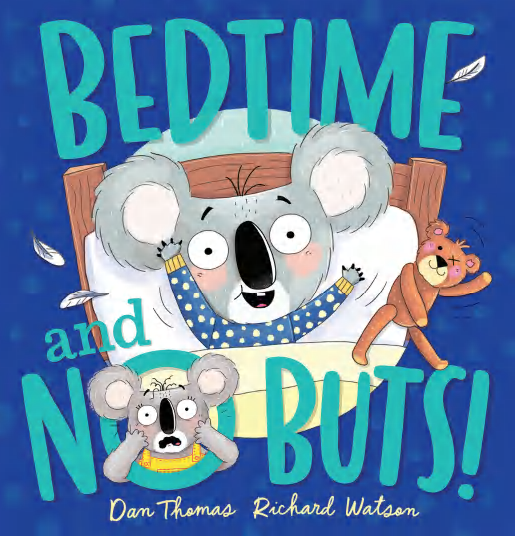 BEDTIME
and
NO BUTS!
Dan Thomas Richard Watson